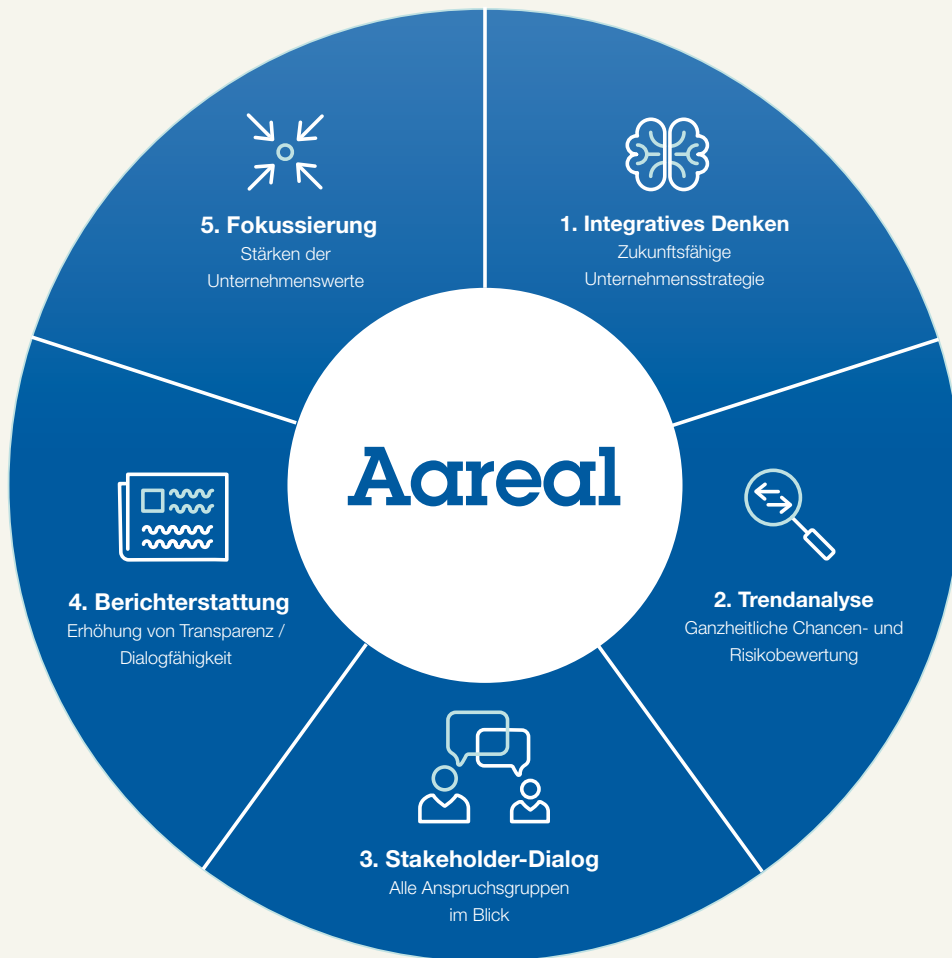 5. Fokussierung
Stärken der
Unternehmenswerte
1. Integratives Denken
Zukunftsfähige
Unternehmensstrategie
Aareal
4. Berichterstattung
Erhöhung von Transparenz /
Dialogfähigkeit
2. Trendanalyse
Ganzheitliche Chancen- und
Risikobewertung
3. Stakeholder-Dialog
Alle Anspruchsgruppen
im Blick